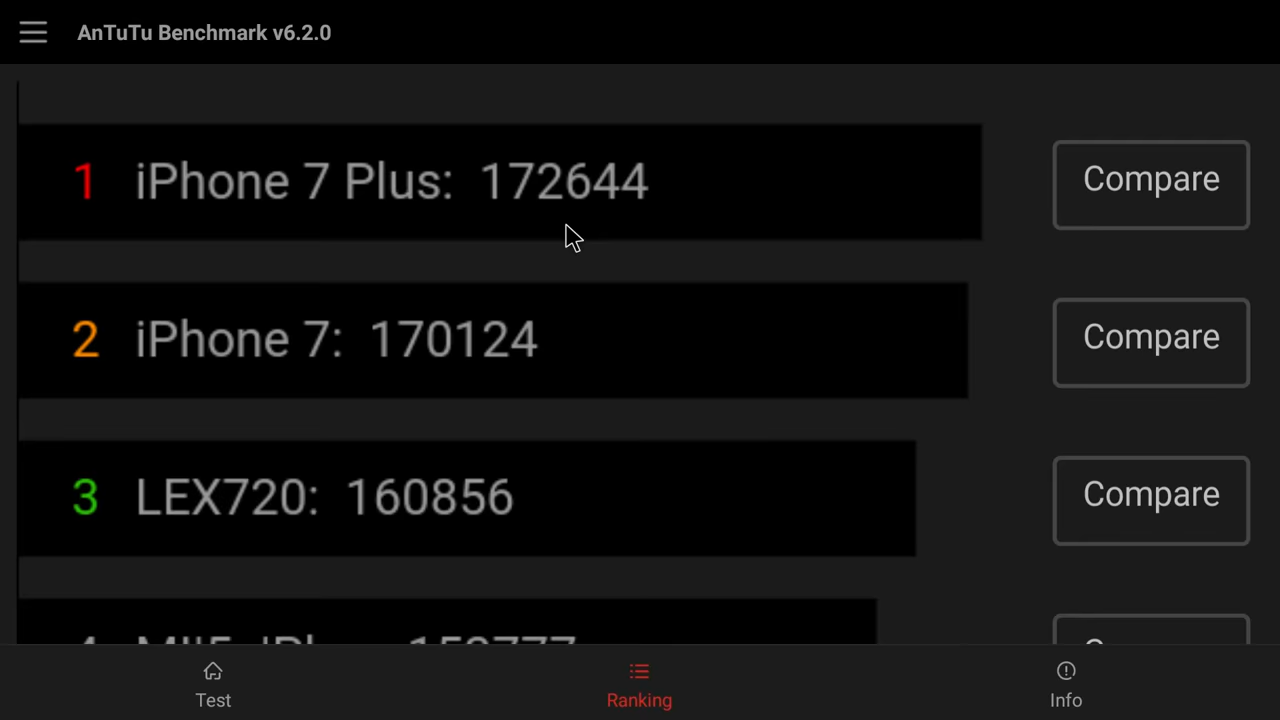 AnTuTu Benchmark v6.2.0
1 iPhone 7 Plus: 172644 Compare
2 iPhone 7: 170124 Compare
3 LEX720: 160856 Compare
Test
Ranking
Info